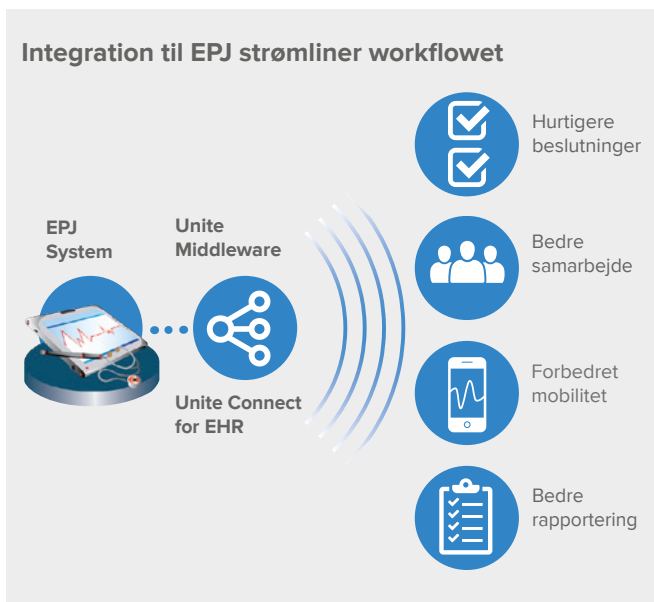 Integration til EPJ strømliner workflowet
EPJ
System
Unite
Middleware
Unite Connect
for EHR
Hurtigere
beslutninger
Bedre
samarbejde
Forbedret
mobilitet
Bedre
rapportering